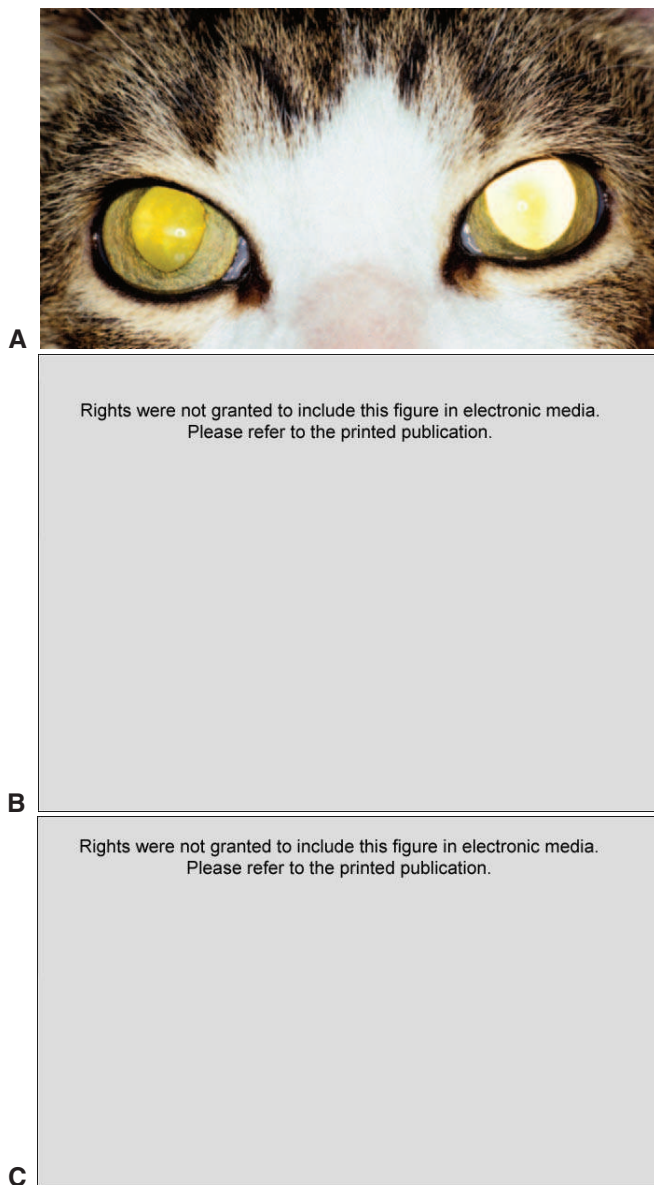 A
Rights were not granted to include this figure in electronic media.
Please refer to the printed publication.
B
Rights were not granted to include this figure in electronic media.
Please refer to the printed publication.
C